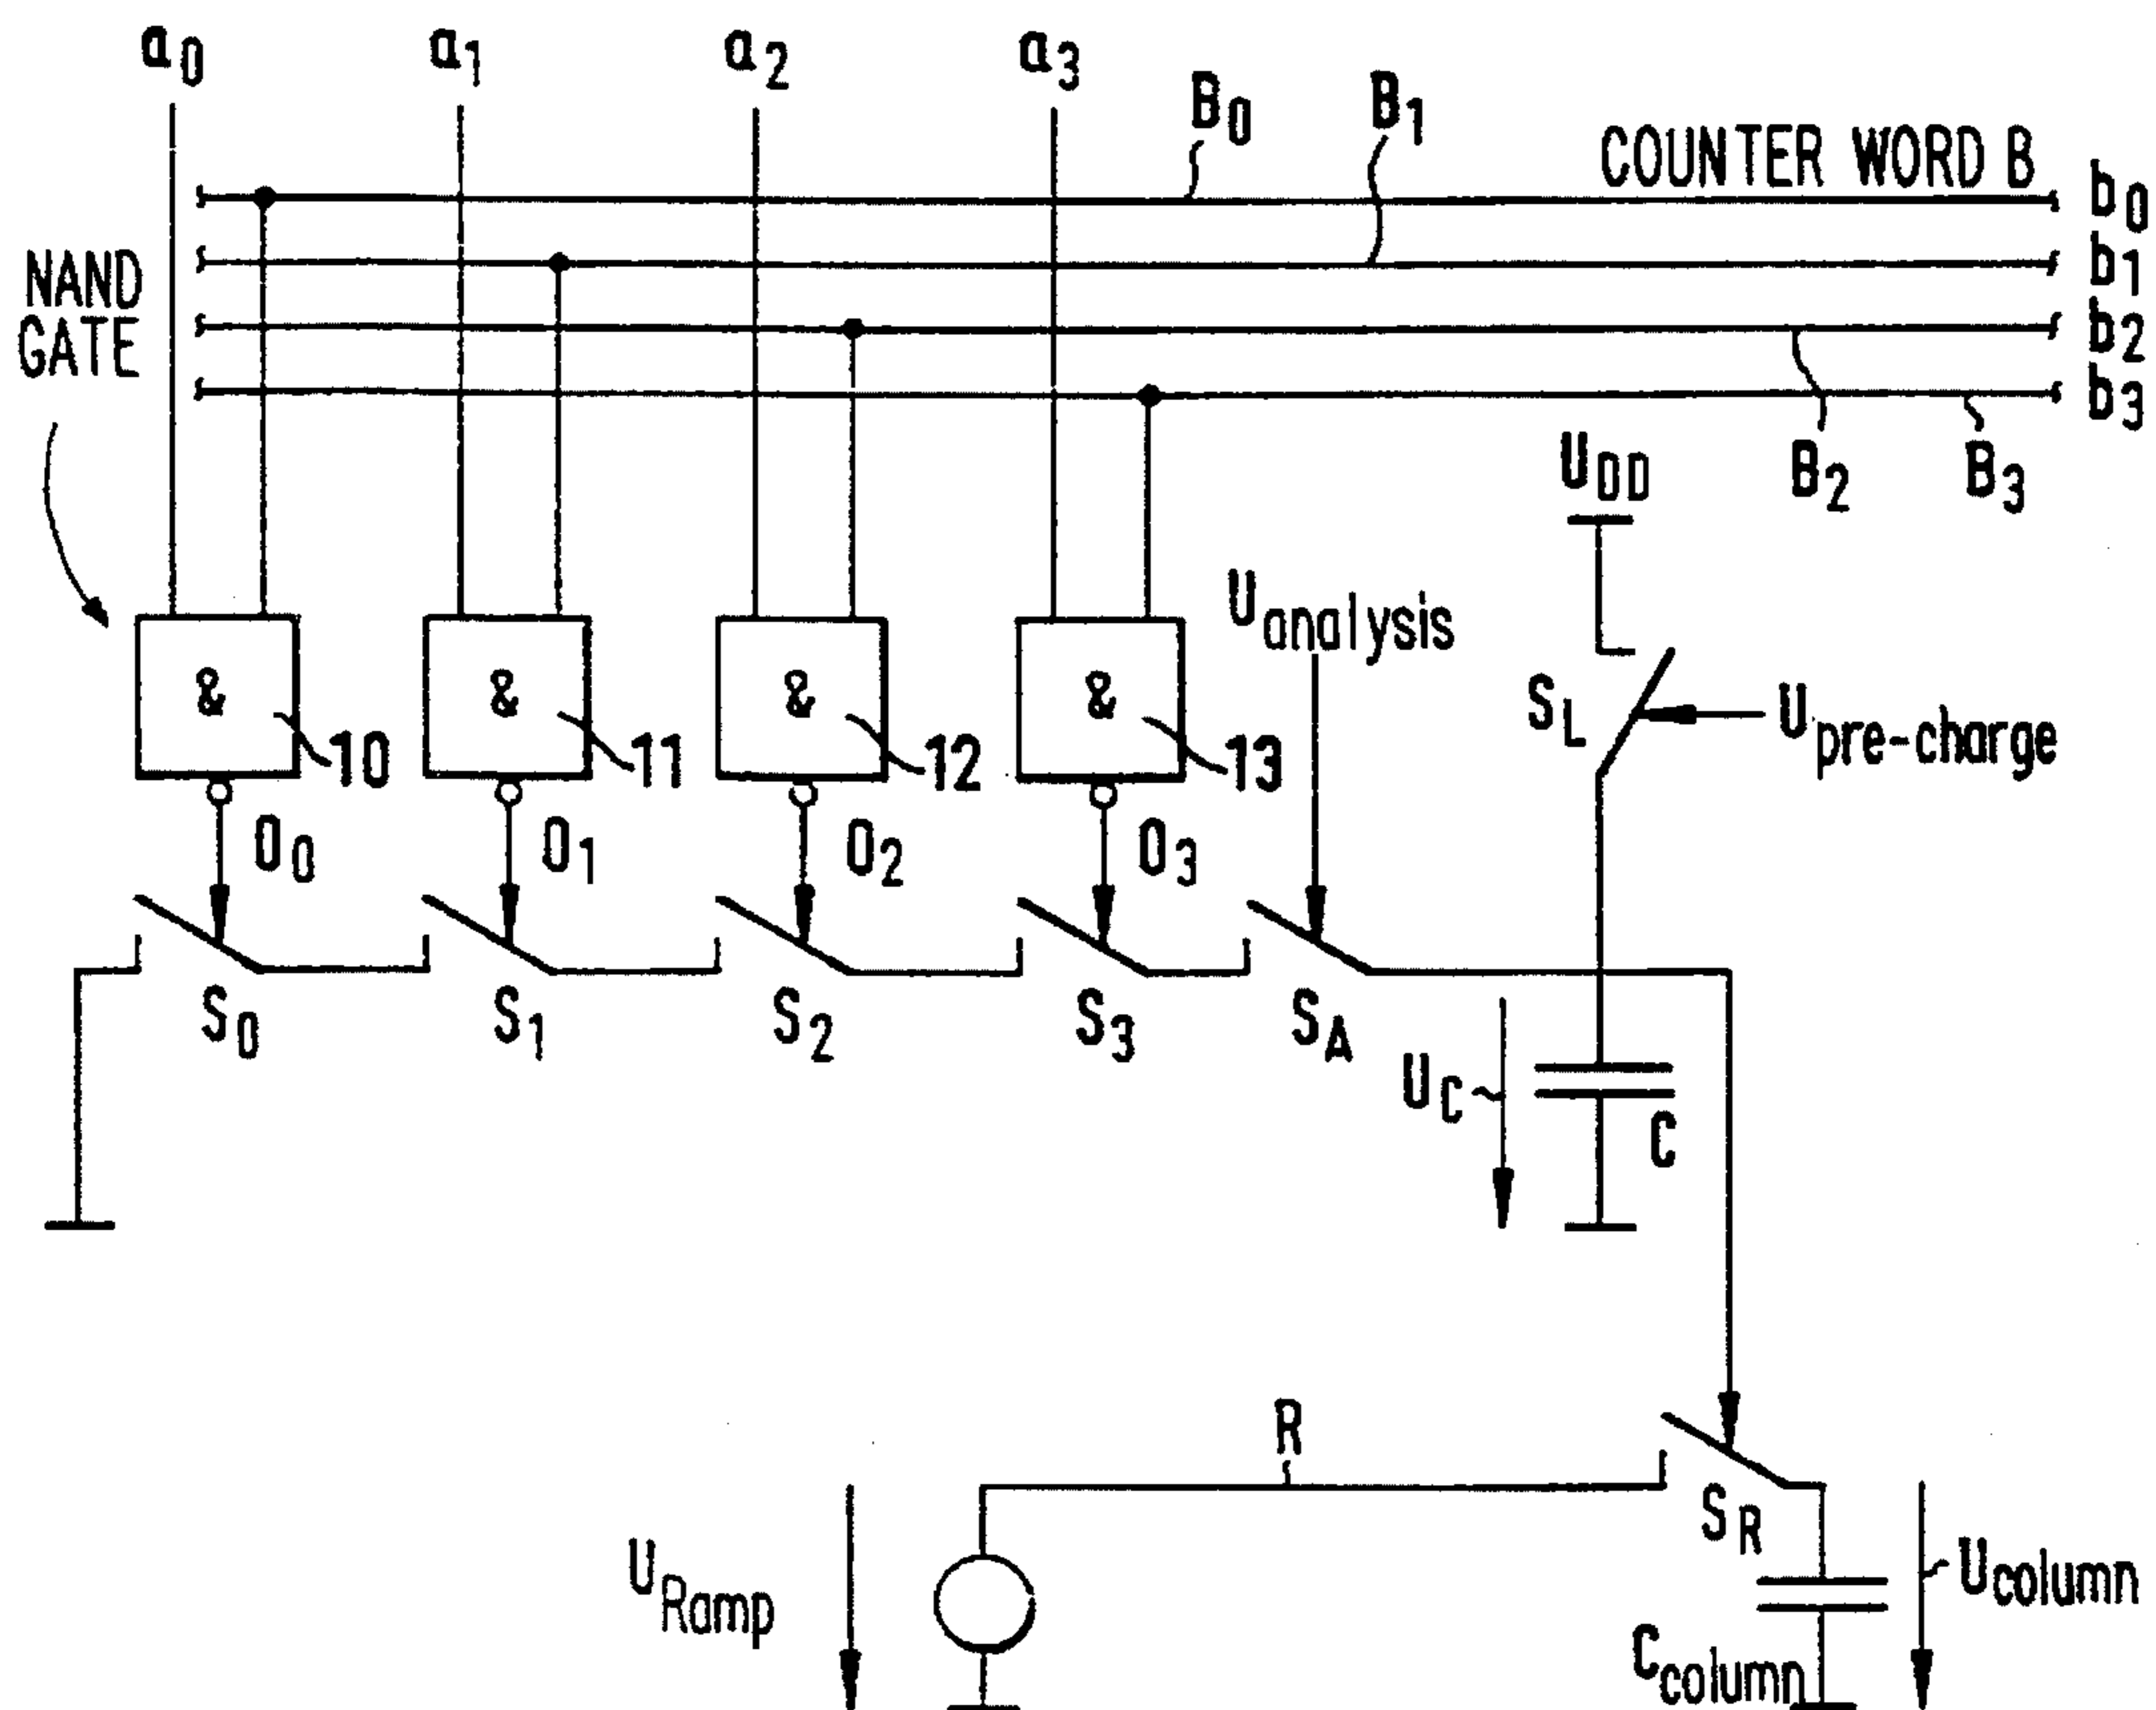 a0 a1 a2 a3
B0 B1
COUNTER WORD B
b0
b1
b2
b3
NAND
GATE
UDD
B2 B3
Uanalysis
& & & &
10 11 12 13
SL
Upre-charge
O0 O1 O2 O3
S0 S1 S2 S3 SA
UC
C
R
SR
URamp
Ucolumn
Ccolumn